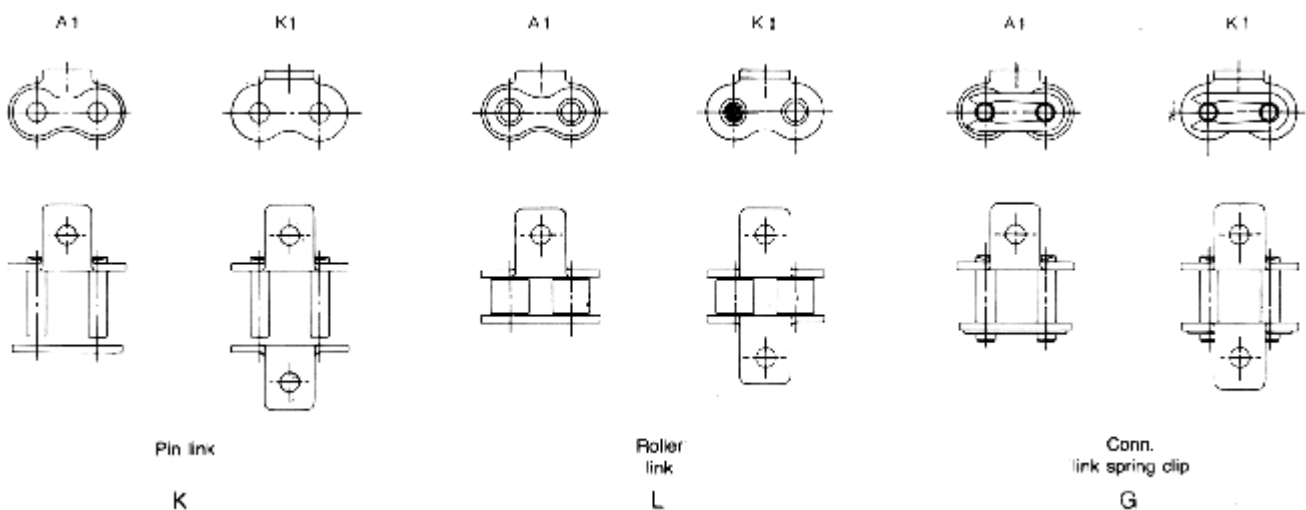 A1 K1 A1 K1 A1 K1
Pin link
Roller
link
Conn.
link spring clip
K L G